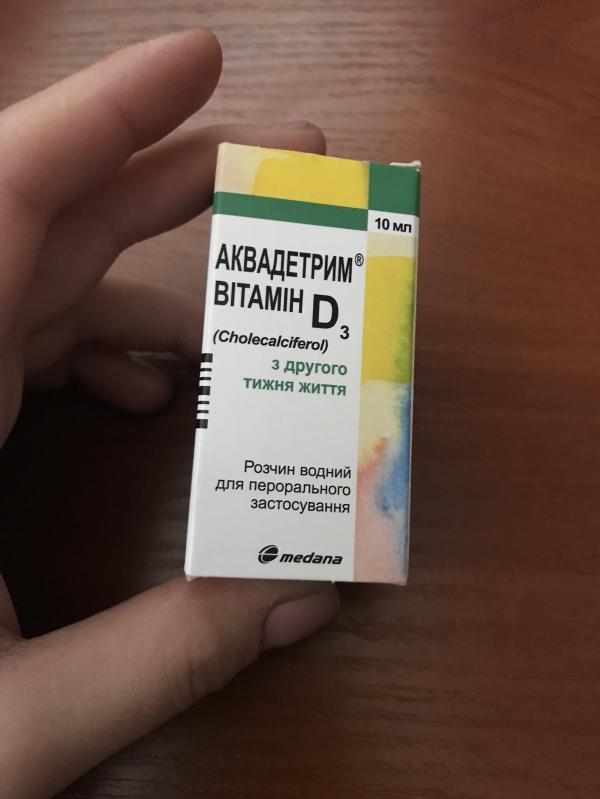 10 мл
АКВАДЕТРИМ®
ВІТАМІН D3
(Cholecalciferol)
з другого
тижня життя
Розчин водний
для перорального
застосування
medana